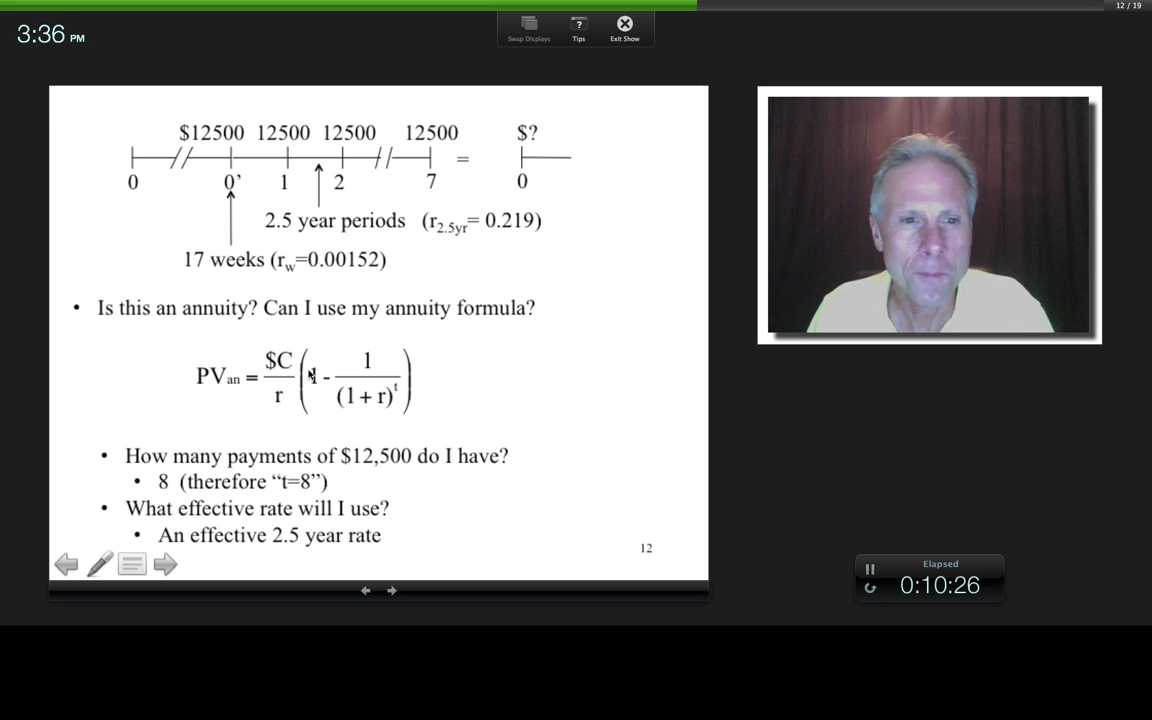 12 / 19
3:36 PM
Swap Displays Tips Exit Show
$12500 12500 12500 12500 $?
=
0 0’ 1 2 7 0
2.5 year periods (r2.5yr= 0.219)
17 weeks (rw=0.00152)
• Is this an annuity? Can I use my annuity formula?
PVan = $C/r (1 - 1/(1 + r)^t)
• How many payments of $12,500 do I have?
• 8 (therefore “t=8”)
• What effective rate will I use?
• An effective 2.5 year rate
12
Elapsed
0:10:26